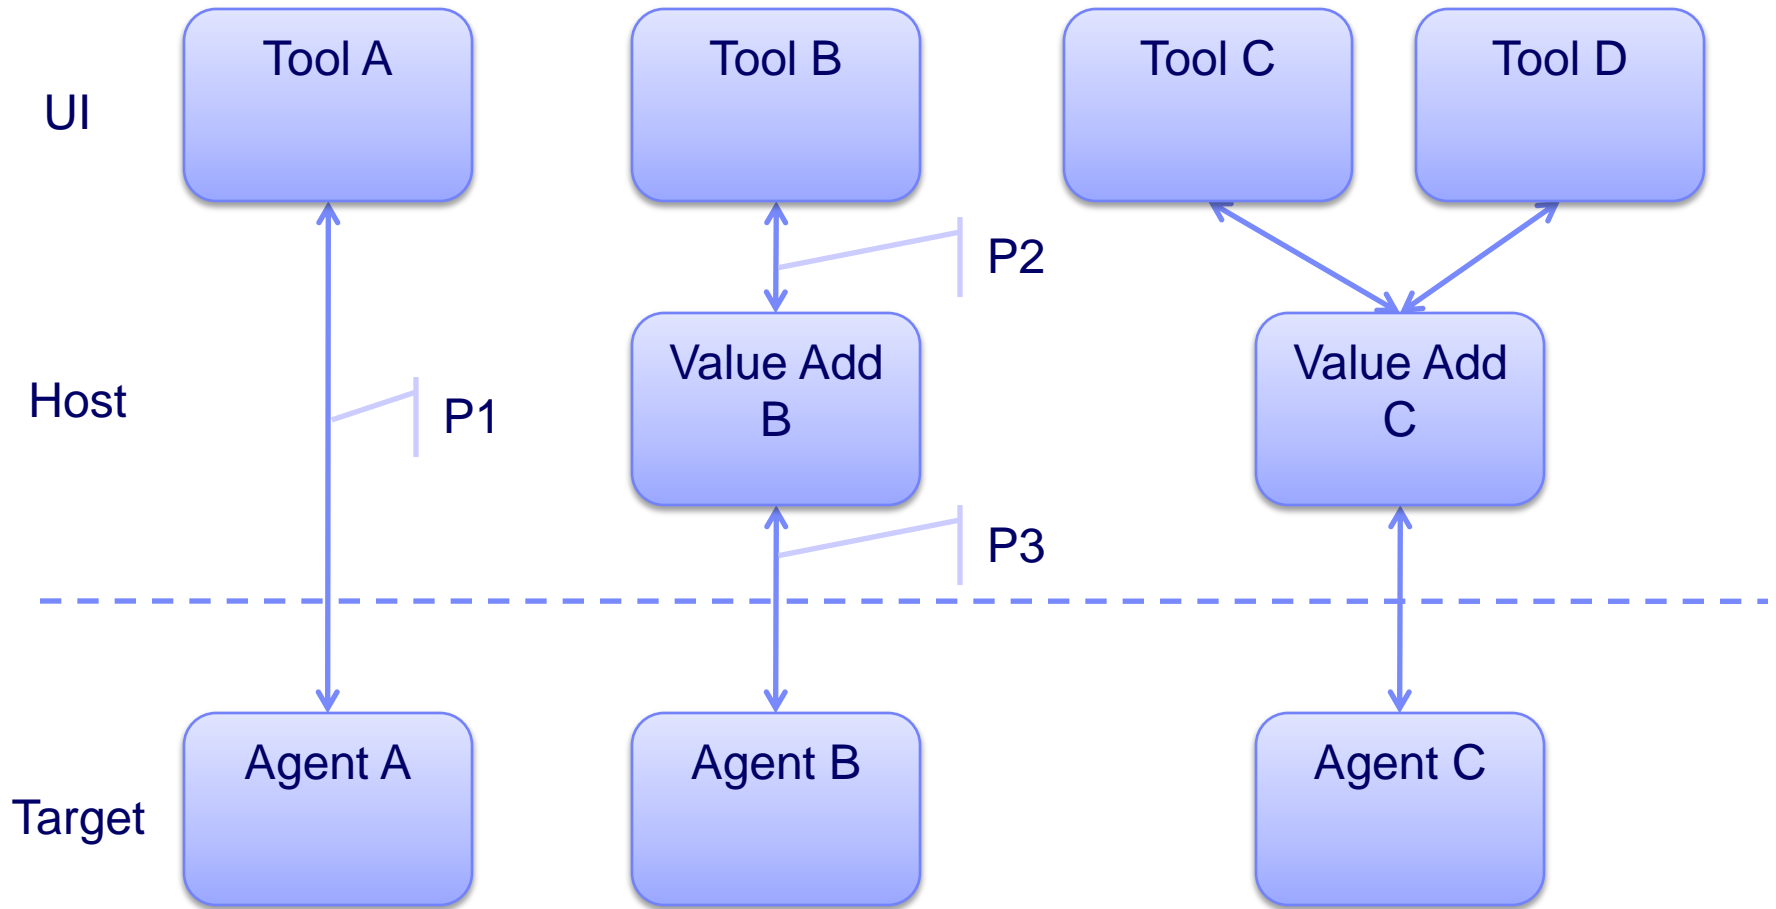 Tool A
Tool B
Tool C
Tool D
UI
P2
Value Add
B
Value Add
C
Host
P1
P3
Agent A
Agent B
Agent C
Target